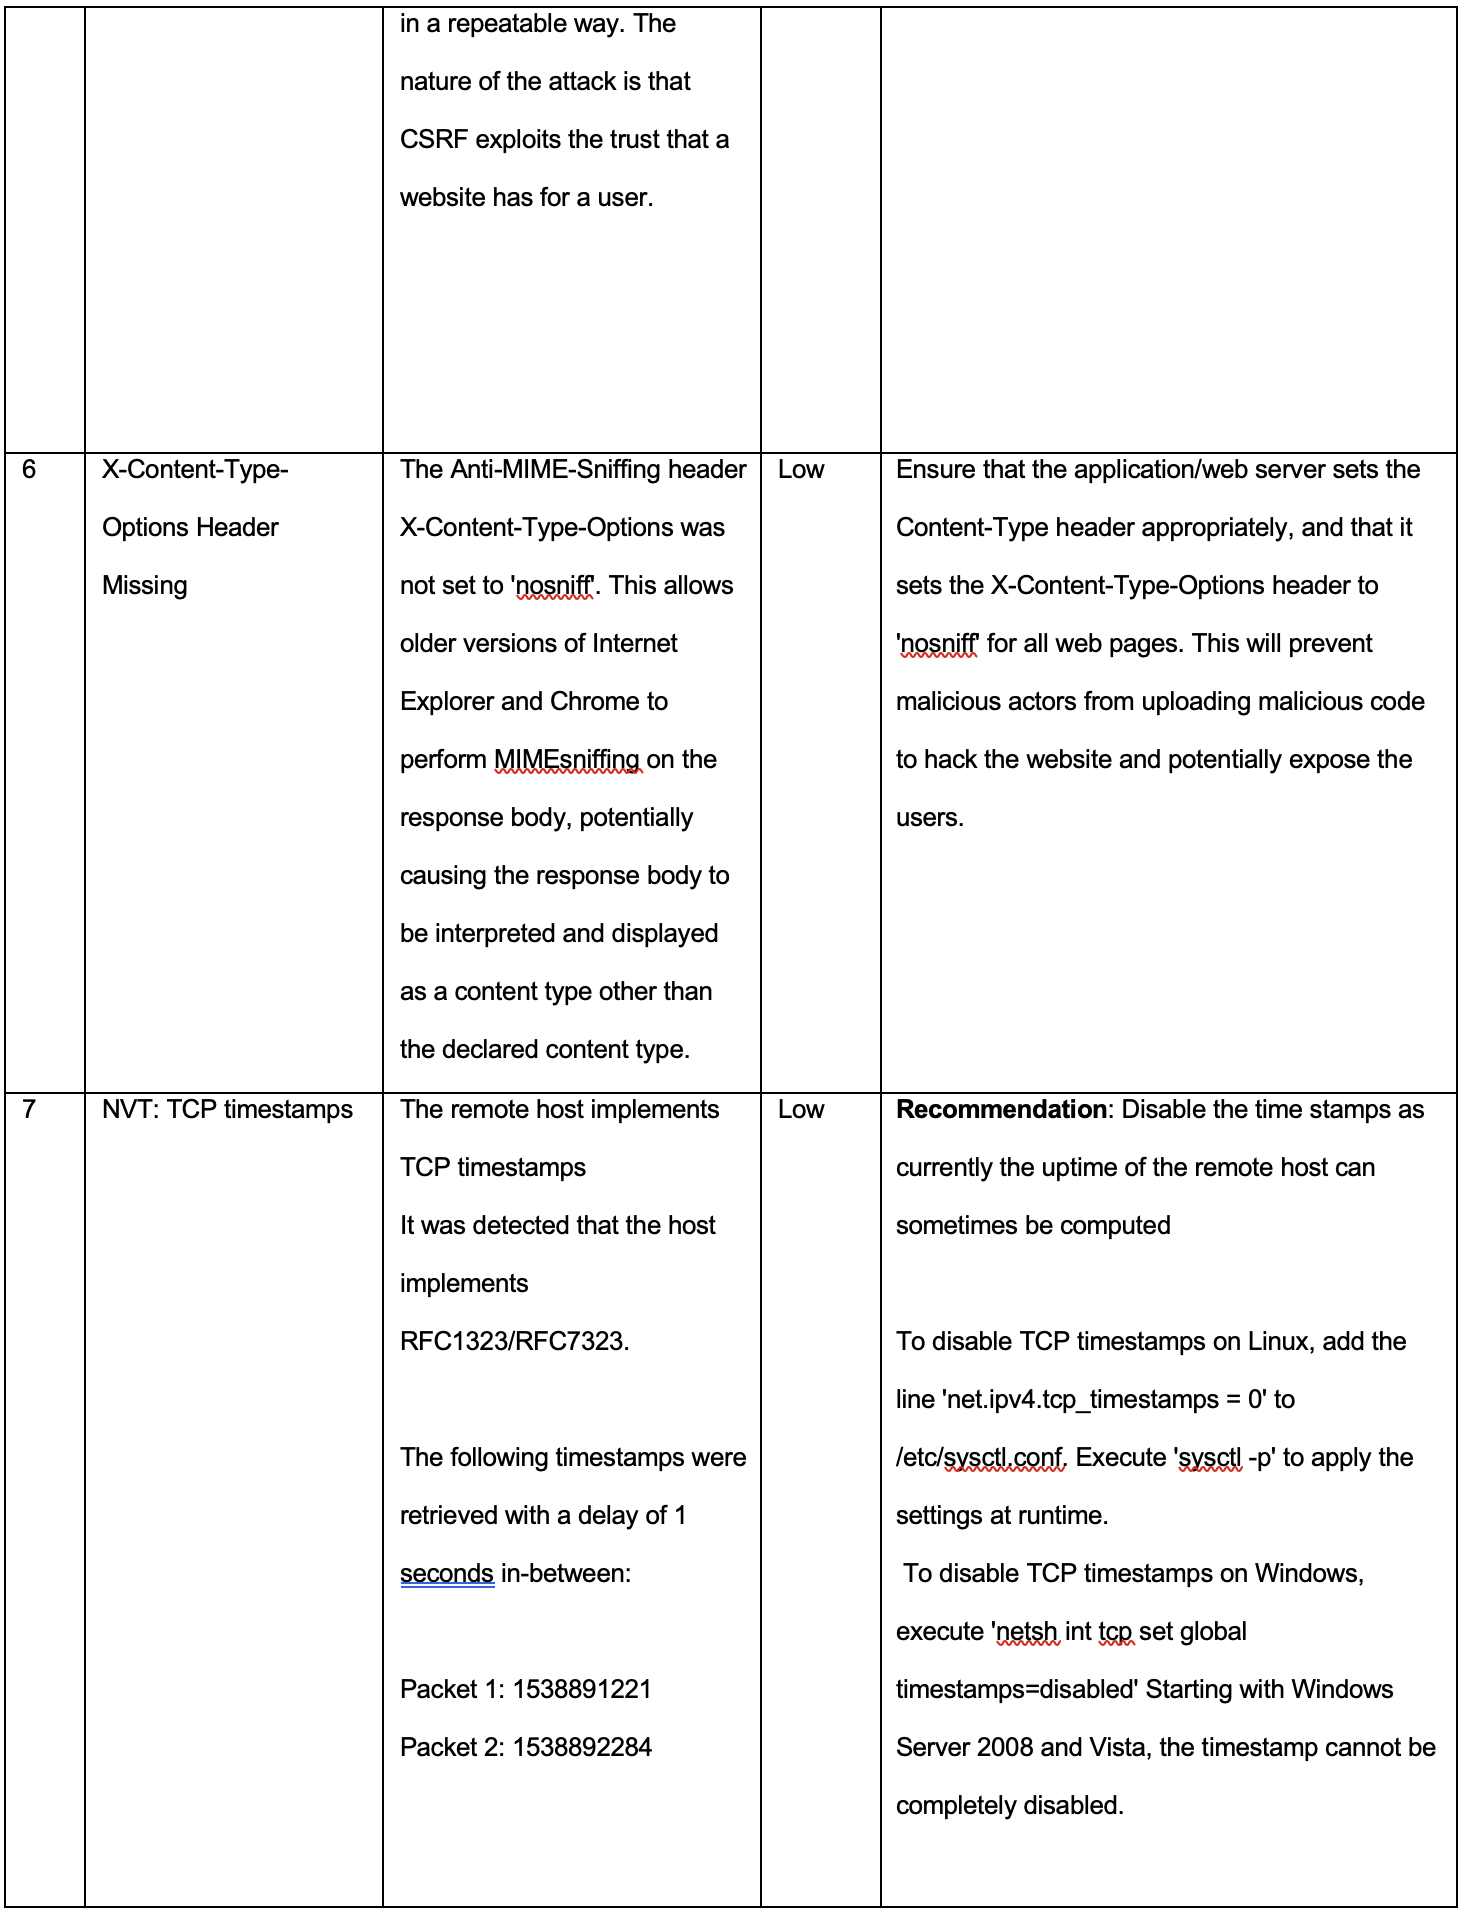 in a repeatable way. The
nature of the attack is that
CSRF exploits the trust that a
website has for a user.
6
X-Content-Type-
Options Header
Missing
The Anti-MIME-Sniffing header
X-Content-Type-Options was
not set to 'nosniff'. This allows
older versions of Internet
Explorer and Chrome to
perform MIMEsniffing on the
response body, potentially
causing the response body to
be interpreted and displayed
as a content type other than
the declared content type.
Low
Ensure that the application/web server sets the
Content-Type header appropriately, and that it
sets the X-Content-Type-Options header to
'nosniff' for all web pages. This will prevent
malicious actors from uploading malicious code
to hack the website and potentially expose the
users.
7
NVT: TCP timestamps
The remote host implements
TCP timestamps
It was detected that the host
implements
RFC1323/RFC7323.
The following timestamps were
retrieved with a delay of 1
seconds in-between:
Packet 1: 1538891221
Packet 2: 1538892284
Low
Recommendation: Disable the time stamps as
currently the uptime of the remote host can
sometimes be computed
To disable TCP timestamps on Linux, add the
line 'net.ipv4.tcp_timestamps = 0' to
/etc/sysctl.conf. Execute 'sysctl -p' to apply the
settings at runtime.
To disable TCP timestamps on Windows,
execute 'netsh int tcp set global
timestamps=disabled' Starting with Windows
Server 2008 and Vista, the timestamp cannot be
completely disabled.